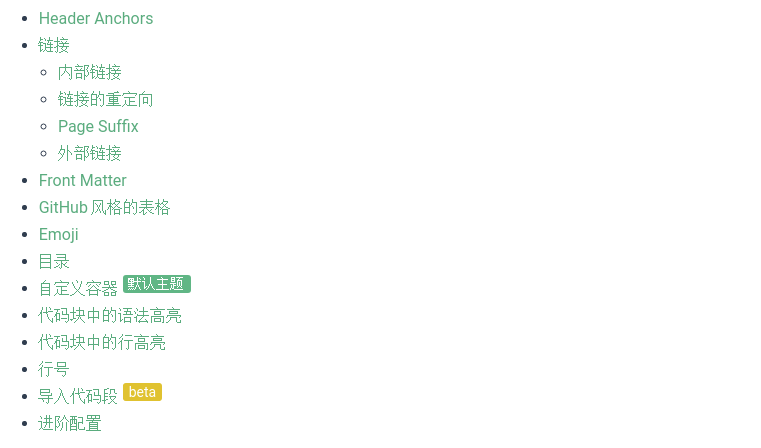 Header Anchors
链接
内部链接
链接的重定向
Page Suffix
外部链接
Front Matter
GitHub 风格的表格
Emoji
目录
自定义容器 默认主题
代码块中的语法高亮
代码块中的行高亮
行号
导入代码段 beta
进阶配置